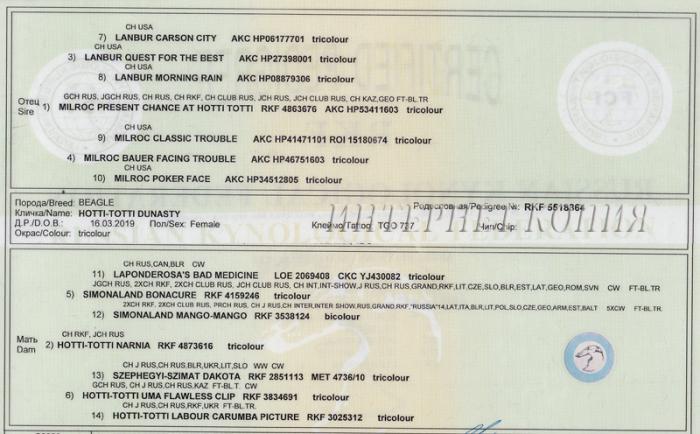 CH USA
7) LANBUR CARSON CITY AKC HP06177701 tricolour
CH USA
3) LANBUR QUEST FOR THE BEST AKC HP27398001 tricolour
CH USA
8) LANBUR MORNING RAIN AKC HP08879306 tricolour
GCH RUS, JGCH RUS, CH RKF, CH CLUB RUS, JCH RUS, JCH CLUB RUS, CH KAZ,GEO FT-BL.TR
Отец
Sire 1) MILROC PRESENT CHANCE AT HOTTI TOTTI RKF 4863676 AKC HP53411603 tricolour
CH USA
9) MILROC CLASSIC TROUBLE AKC HP41471101 ROI 15180674 tricolour
CH USA
4) MILROC BAUER FACING TROUBLE AKC HP46751603 tricolour
CH USA
10) MILROC POKER FACE AKC HP34512805 tricolour
Порода/Breed: BEAGLE Родословная/Pedigree №: RKF 5518364
Кличка/Name: HOTTI-TOTTI DUNASTY
ИНТЕРНЕТ КОПИЯ
Д.Р./D.O.B.: 16.03.2019 Пол/Sex: Female Клеймо/Tattoo: TGO 727 Чип/Chip:
Окрас/Colour: tricolour
CH RUS,CAN,BLR CW
11) LAPONDEROSA'S BAD MEDICINE LOE 2069408 CKC YJ430082 tricolour
JGCH RUS, 2XCH RKF, 2XCH CLUB RUS, JCH CLUB RUS, CH INT,INT-SHOW,J RUS,CH RUS,GRAND,RKF,LIT,CZE,SLO,BLR,EST,LAT,GEO,ROM,SVN CW FT-BL.TR
5) SIMONALAND BONACURE RKF 4159246 tricolour
2XCH RKF, 2XCH CLUB RUS, PRCH RUS, CH J RUS,CH INTER,INTER SHOW,RUS,GRAND,RKF,"RUSSIA"14,LAT,ITA,BLR,LIT,POL,SLO,CZE,GEO,ARM,EST,BALT 5XCW FT-BL.TR.
12) SIMONALAND MANGO-MANGO RKF 3538124 bicolour
CH RKF, JCH RUS
Мать
Dam 2) HOTTI-TOTTI NARNIA RKF 4873616 tricolour
CH J RUS,CH RUS,BLR,UKR,LIT,SLO WW CW
13) SZEPHEGYI-SZIMAT DAKOTA RKF 2851113 MET 4736/10 tricolour
GCH RUS, CH J RUS,CH RUS,KAZ FT-BL.T. CW
6) HOTTI-TOTTI UMA FLAWLESS CLIP RKF 3834691 tricolour
CH J RUS,CH RUS,RKF,UKR FT-BL.TR.
14) HOTTI-TOTTI LABOUR CARUMBA PICTURE RKF 3025312 tricolour